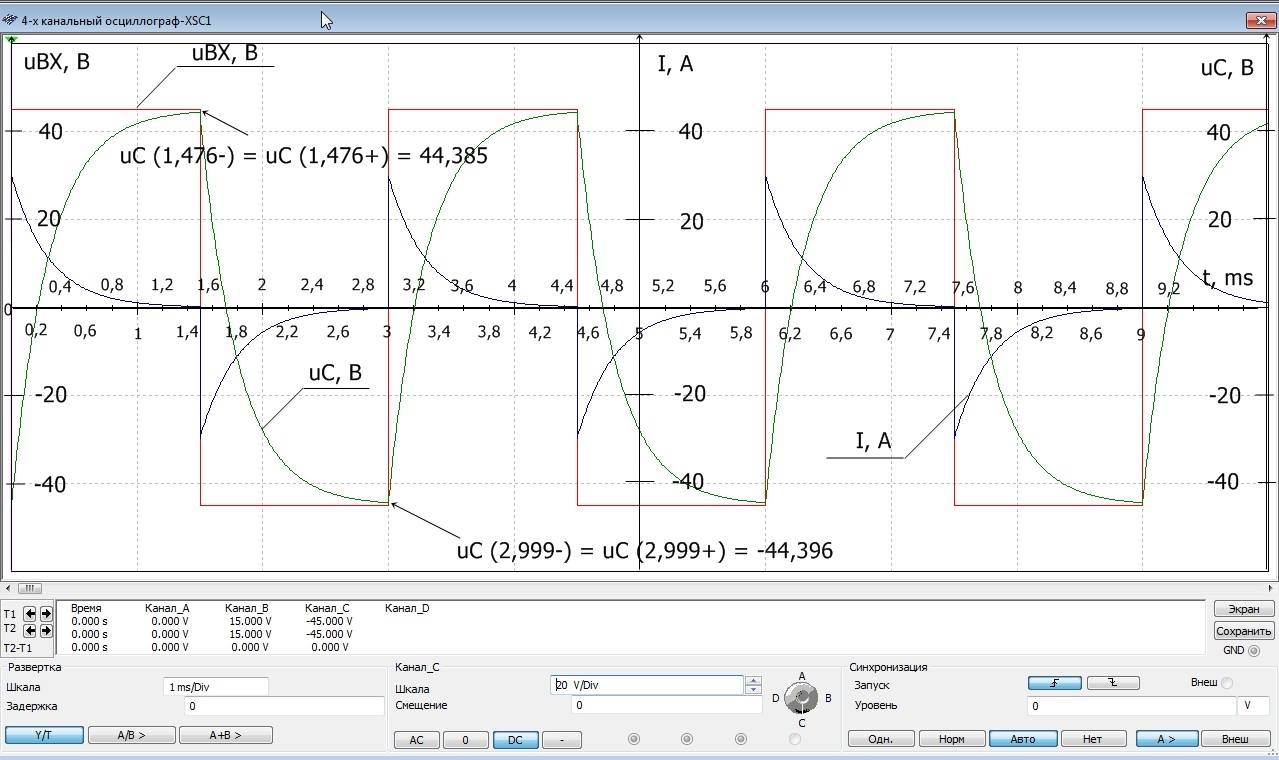 4-х канальный осциллограф-XSC1
uВХ, В
uВХ, В
I, A
uC, В
40
40
40
uC (1,476-) = uC (1,476+) = 44,385
20
20
20
t, ms
0,4 0,8 1,2 1,6 2 2,4 2,8 3,2 3,6 4 4,4 4,8 5,2 5,6 6 6,4 6,8 7,2 7,6 8 8,4 8,8 9,2
0
0,2 0,6 1 1,4 1,8 2,2 2,6 3 3,4 3,8 4,2 4,6 5 5,4 5,8 6,2 6,6 7 7,4 7,8 8,2 8,6 9
uC, В
-20
-20
-20
I, A
-40
-40
-40
uC (2,999-) = uC (2,999+) = -44,396
Время Канал_A Канал_B Канал_C Канал_D
T1 0.000 s 0.000 V 15.000 V -45.000 V
T2 0.000 s 0.000 V 15.000 V -45.000 V
T2-T1 0.000 s 0.000 V 0.000 V 0.000 V
Экран
Сохранить
GND
Развертка
Шкала 1 ms/Div
Задержка 0
Y/T A/B > A+B >
Канал_C
Шкала 20 V/Div
Смещение 0
AC 0 DC -
A
D B
C
Синхронизация
Запуск Внеш
Уровень 0 V
Одн. Норм Авто Нет A > Внеш